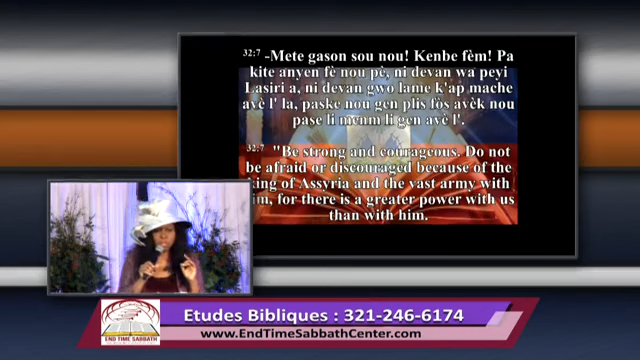 32:7 -Mete gason sou nou! Kenbe fèm! Pa
kite anyen fè nou pè, ni devan wa peyi
Lasiri a, ni devan gwo lame k'ap mache
avè l' la, paske nou gen plis fòs avèk nou
pase li menm li gen avè l'.
32:7 "Be strong and courageous. Do not
be afraid or discouraged because of the
king of Assyria and the vast army with
him, for there is a greater power with us
than with him.
Etudes Bibliques : 321-246-6174
www.EndTimeSabbathCenter.com
END TIME SABBATH